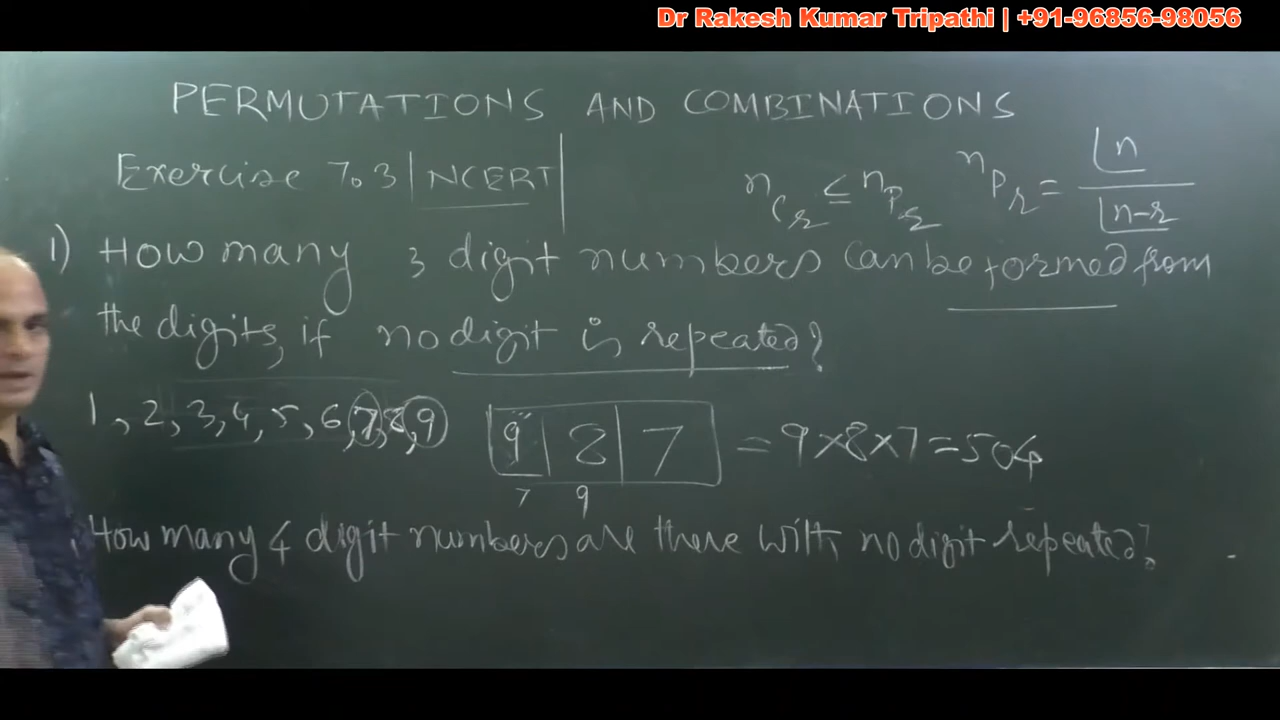 Dr Rakesh Kumar Tripathi | +91-96856-98056
PERMUTATIONS AND COMBINATIONS
Exercise 7.3 | NCERT |
nCr ≤ nPr nPr = ⌊n / ⌊n-r
1) How many 3 digit numbers can be formed from
the digits, if no digit is repeated?
1, 2, 3, 4, 5, 6, 7, 8, 9
9 8 7 = 9×8×7=504
7 9
How many 4 digit numbers are there with no digit repeated?